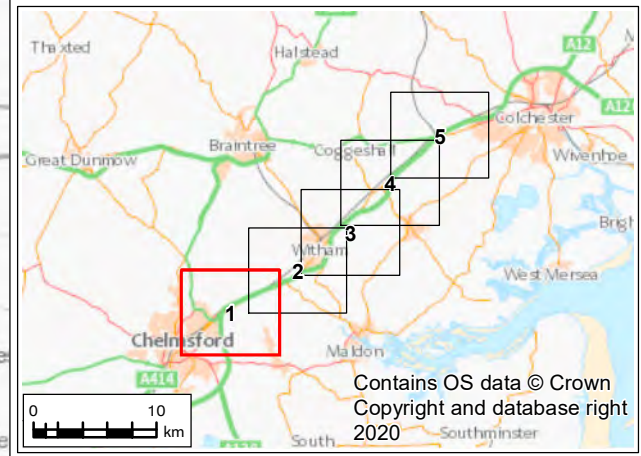 Thaxted
Halstead
A12
Colchester
A12
Braintree
Coggeshall
Great Dunmow
Wivenhoe
5
4
3
Witham
2
Brigh
West Mersea
1
Chelmsford
Maldon
A414
Contains OS data © Crown
Copyright and database right
2020
0 10
km
South
Southminster